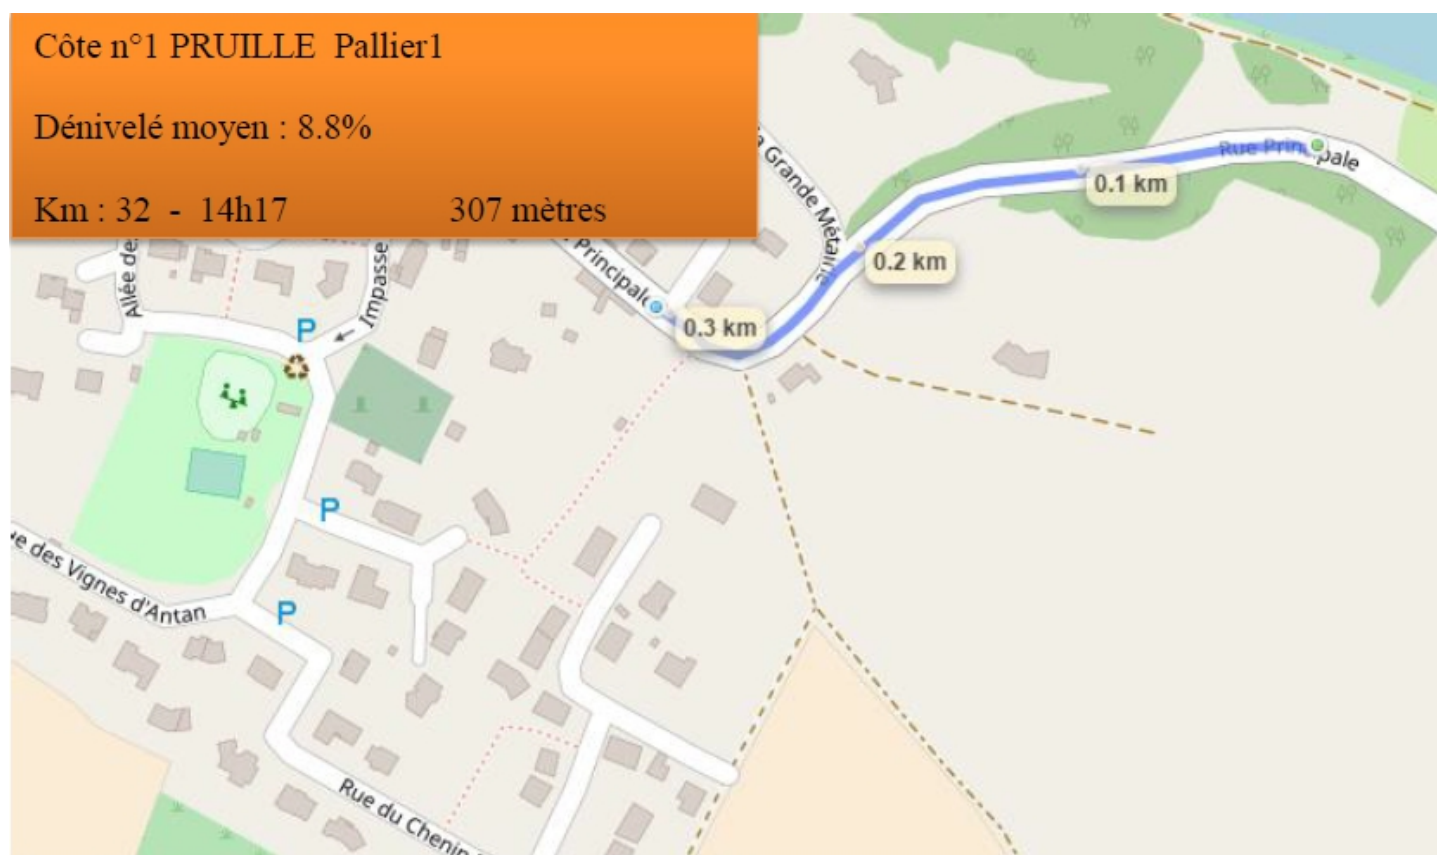 Côte n°1 PRUILLE Pallier1
Dénivelé moyen : 8.8%
Km : 32 - 14h17 307 mètres
Rue Principale
0.1 km
Grande Métairie
0.2 km
Principale
0.3 km
Allée de
Impasse
P
P
P
e des Vignes d'Antan
Rue du Chenin